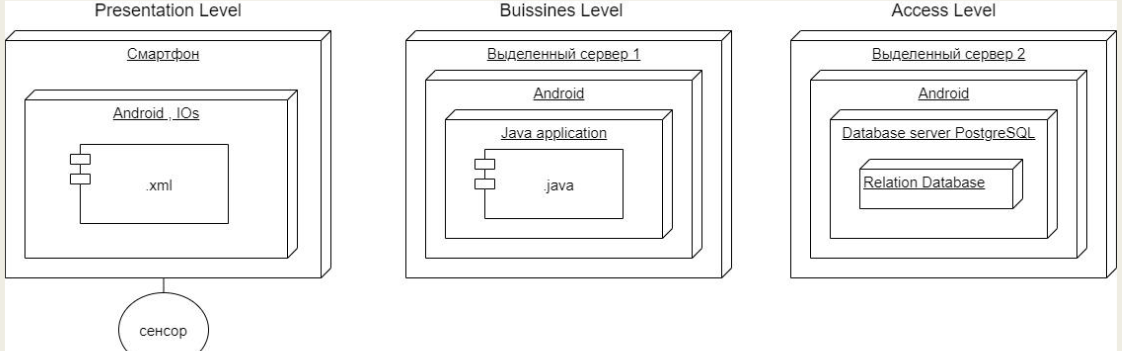 Presentation Level
Смартфон
Android , IOs
.xml
сенсор
Buissines Level
Выделенный сервер 1
Android
Java application
.java
Access Level
Выделенный сервер 2
Android
Database server PostgreSQL
Relation Database